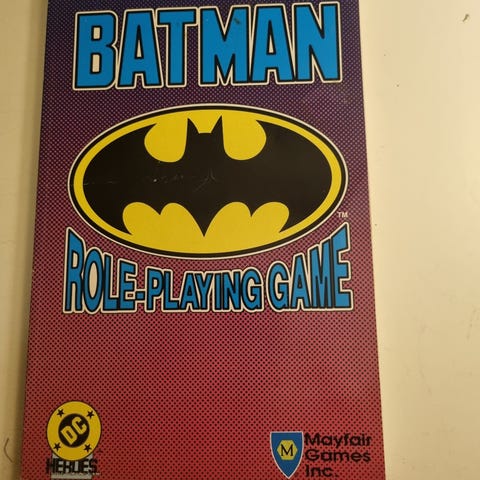 BATMAN
TM
ROLE-PLAYING GAME
DC
HEROES
M
Mayfair
Games
Inc.